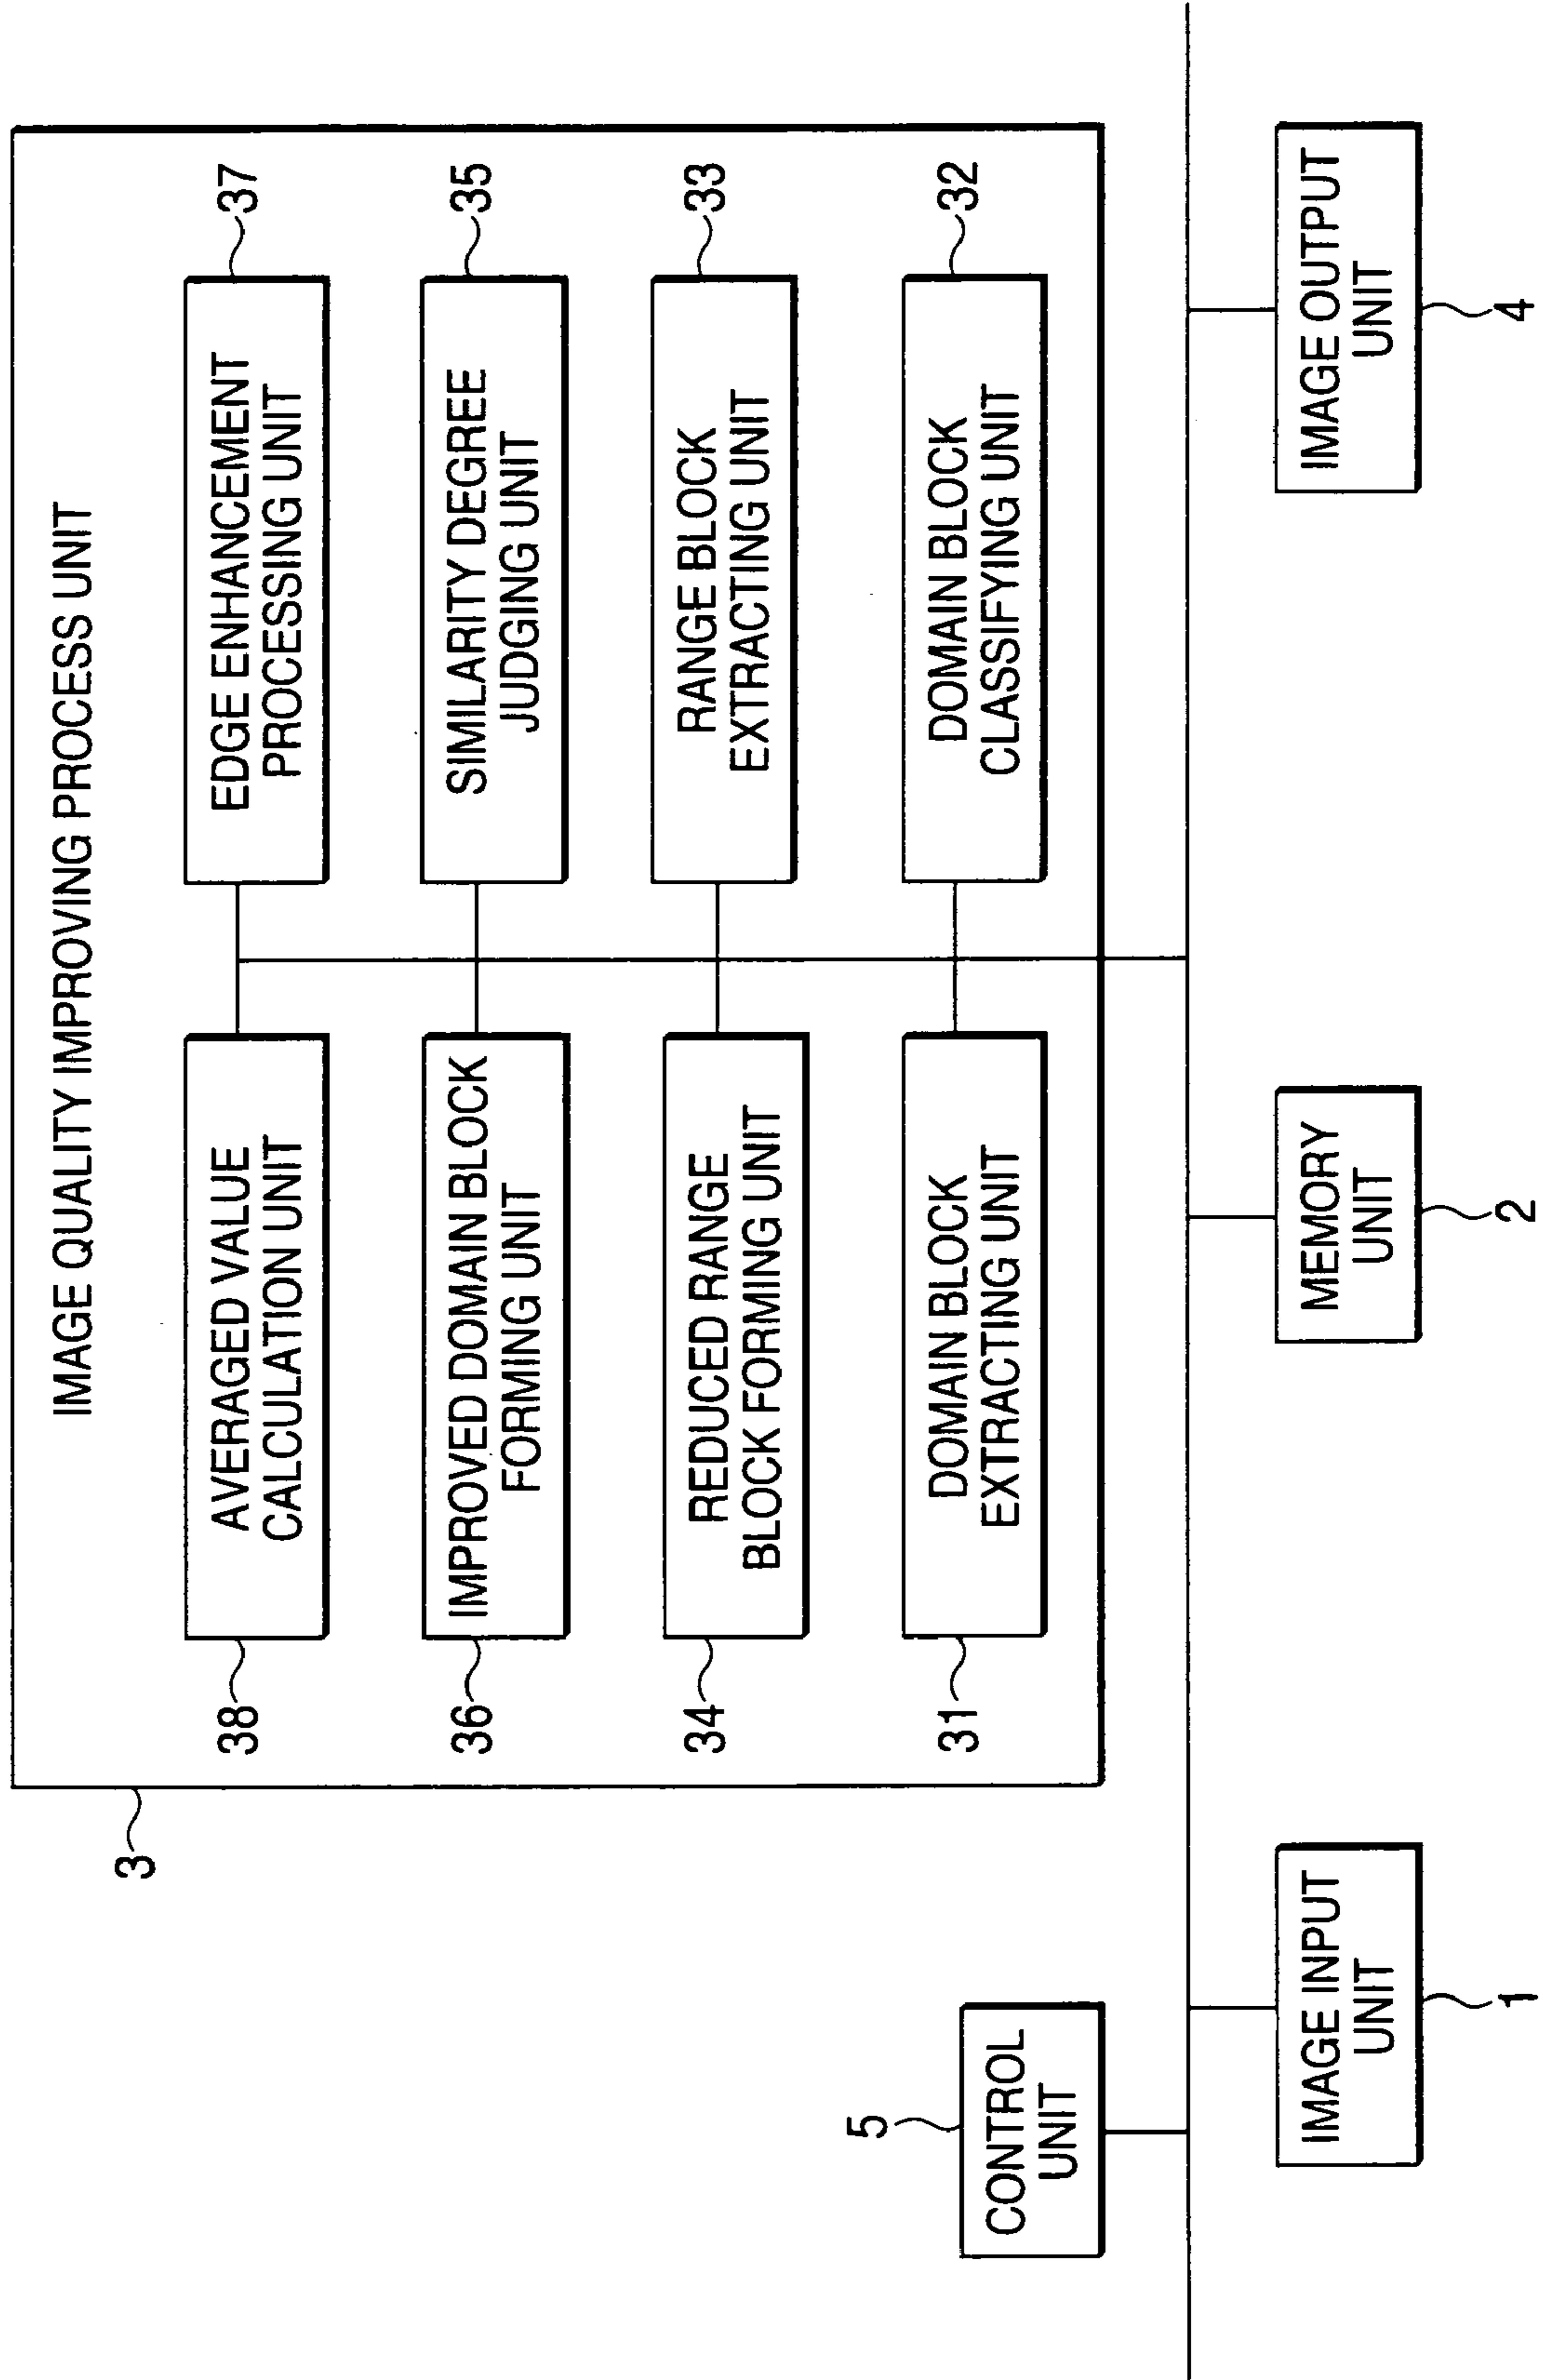 IMAGE QUALITY IMPROVING PROCESS UNIT
3
38
AVERAGED VALUE
CALCULATION UNIT
EDGE ENHANCEMENT
PROCESSING UNIT
37
36
IMPROVED DOMAIN BLOCK
FORMING UNIT
SIMILARITY DEGREE
JUDGING UNIT
35
34
REDUCED RANGE
BLOCK FORMING UNIT
RANGE BLOCK
EXTRACTING UNIT
33
31
DOMAIN BLOCK
EXTRACTING UNIT
DOMAIN BLOCK
CLASSIFYING UNIT
32
5
CONTROL
UNIT
IMAGE INPUT
UNIT
1
MEMORY
UNIT
2
IMAGE OUTPUT
UNIT
4